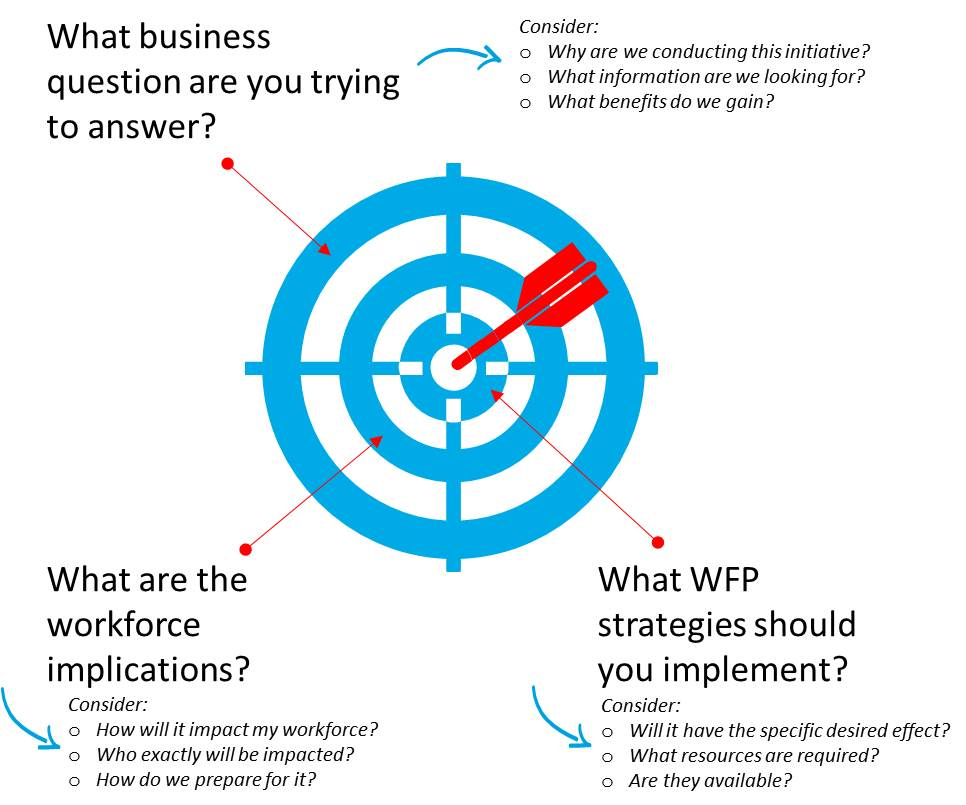 What business
question are you trying
to answer?
Consider:
o Why are we conducting this initiative?
o What information are we looking for?
o What benefits do we gain?
What are the
workforce
implications?
Consider:
o How will it impact my workforce?
o Who exactly will be impacted?
o How do we prepare for it?
What WFP
strategies should
you implement?
Consider:
o Will it have the specific desired effect?
o What resources are required?
o Are they available?